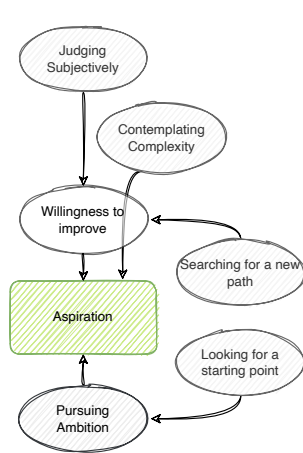 Judging
Subjectively
Contemplating
Complexity
Willingness to
improve
Searching for a new
path
Aspiration
Looking for a
starting point
Pursuing
Ambition